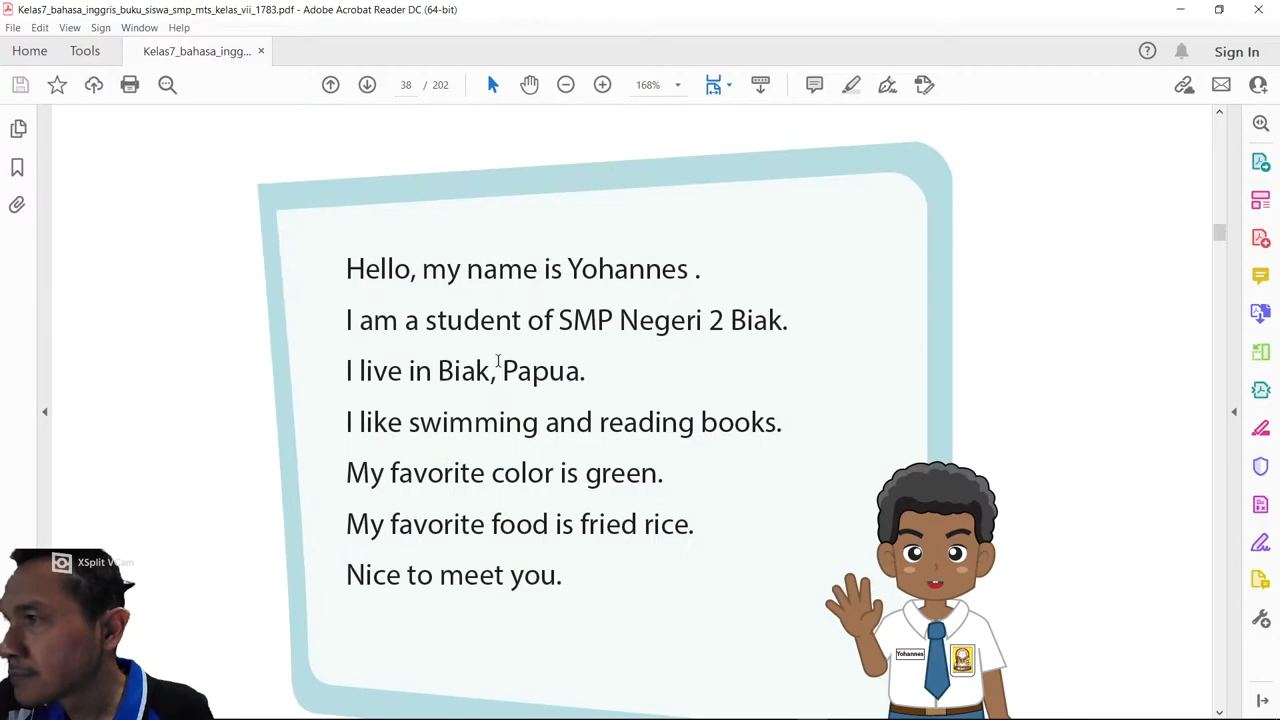 Kelas7_bahasa_inggris_buku_siswa_smp_mts_kelas_vii_1783.pdf - Adobe Acrobat Reader DC (64-bit)
File Edit View Sign Window Help
Home Tools Kelas7_bahasa_ingg... × Sign In
38 / 202 168%
Hello, my name is Yohannes .
I am a student of SMP Negeri 2 Biak.
I live in Biak, Papua.
I like swimming and reading books.
My favorite color is green.
My favorite food is fried rice.
Nice to meet you.
XSplit VCam
Yohannes